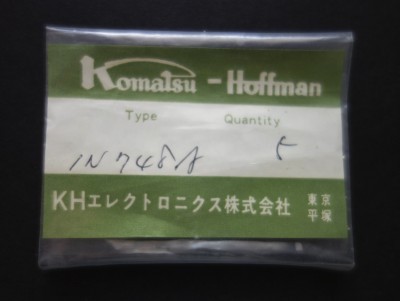 Komatsu - Hoffman
Type Quantity
1N748A 5
KHエレクトロニクス株式会社 東京
平塚